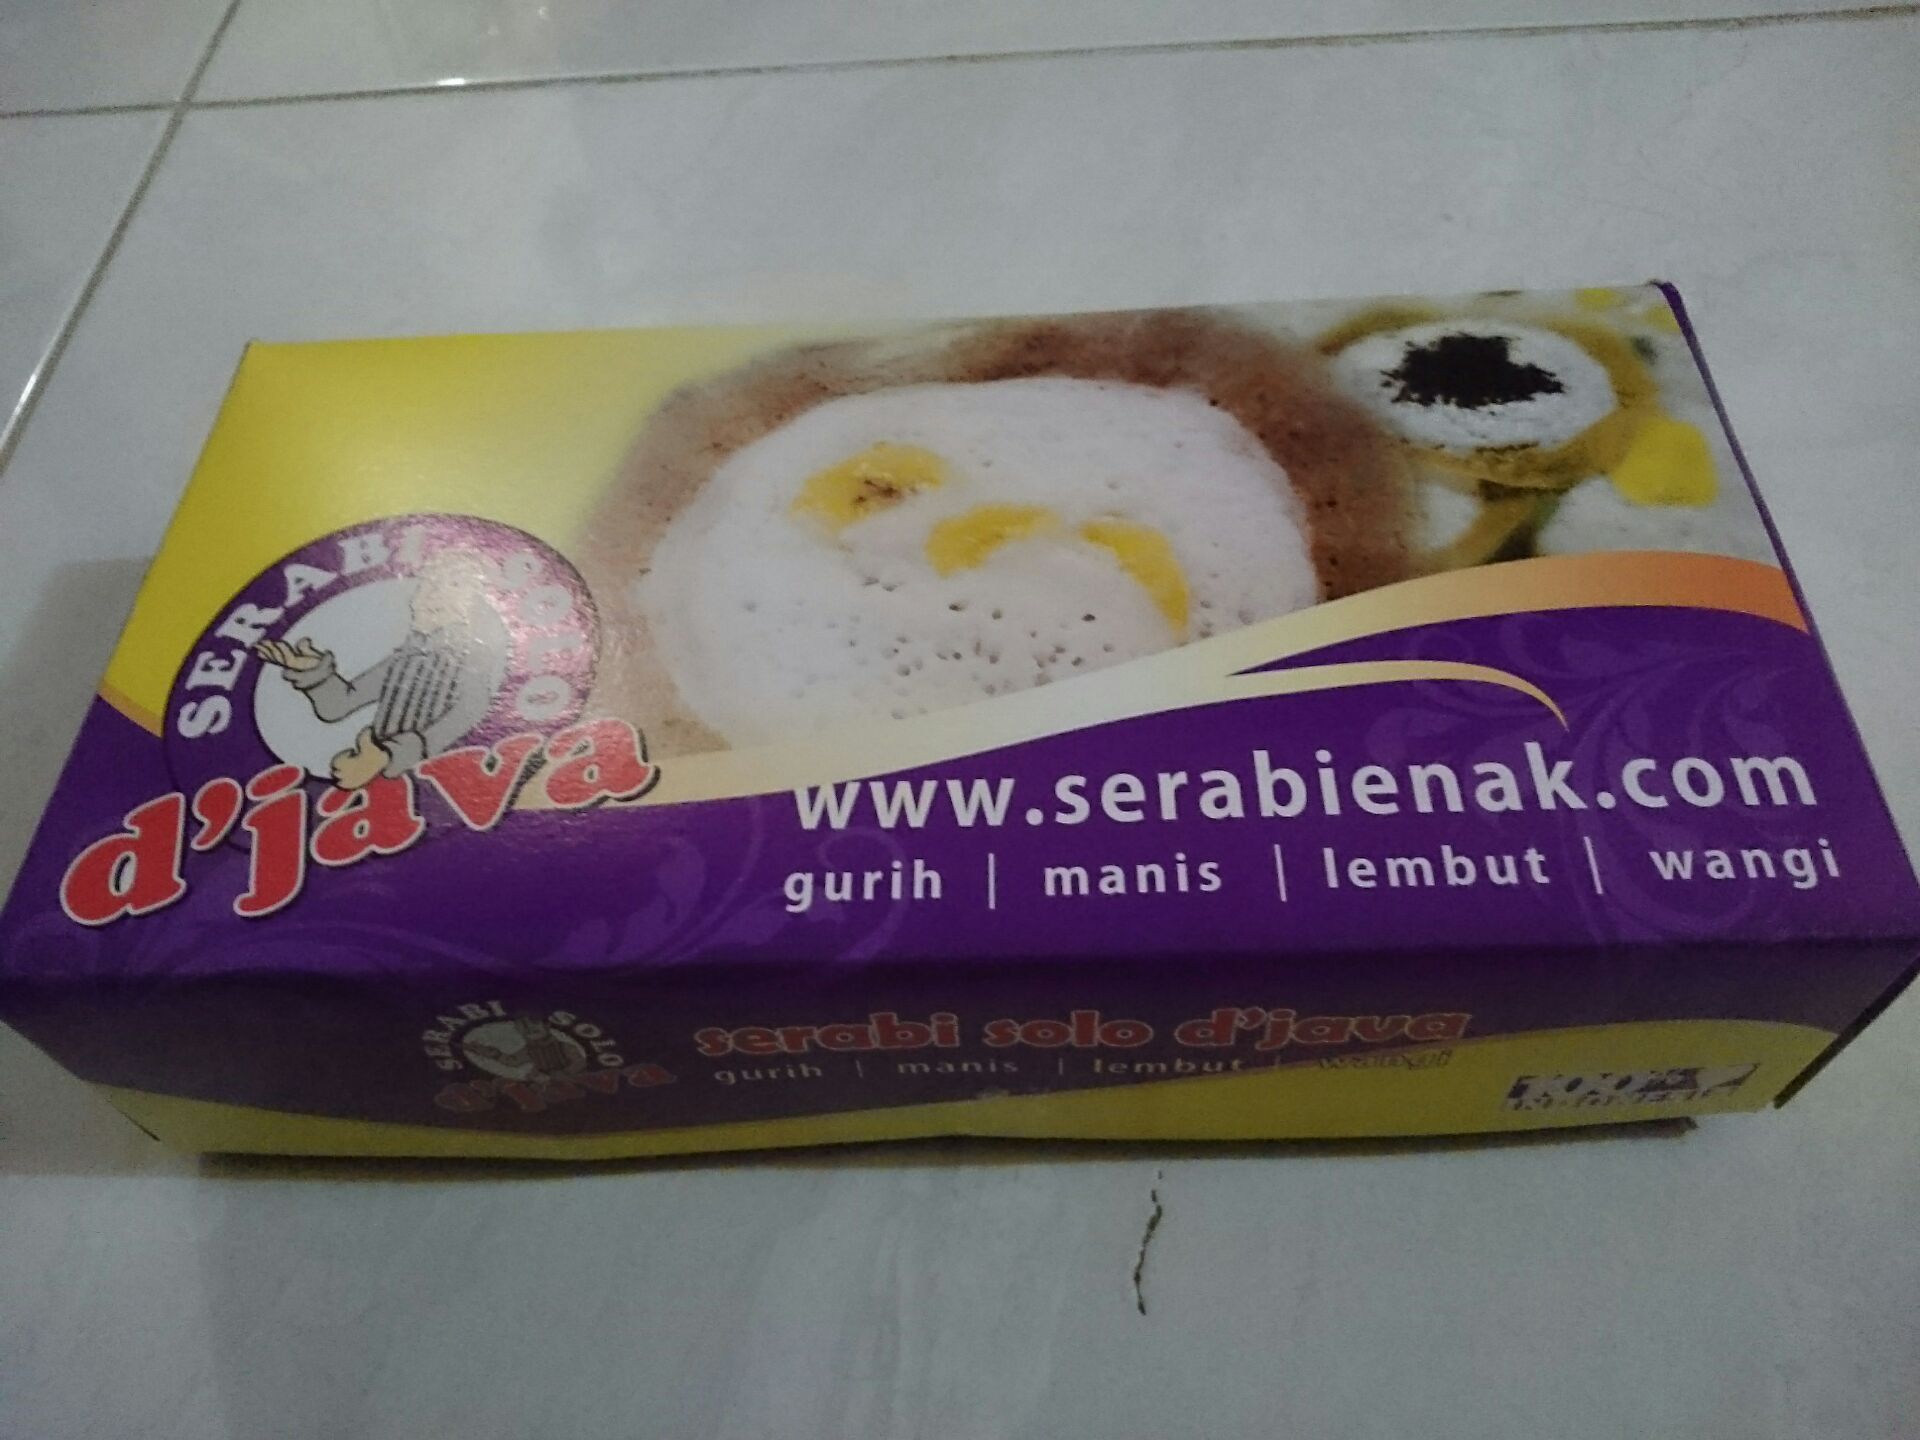 SERABI SOLO
d'java
www.serabienak.com
gurih | manis | lembut | wangi
SERABI SOLO
d'java
serabi solo d'java
gurih | manis | lembut | wangi